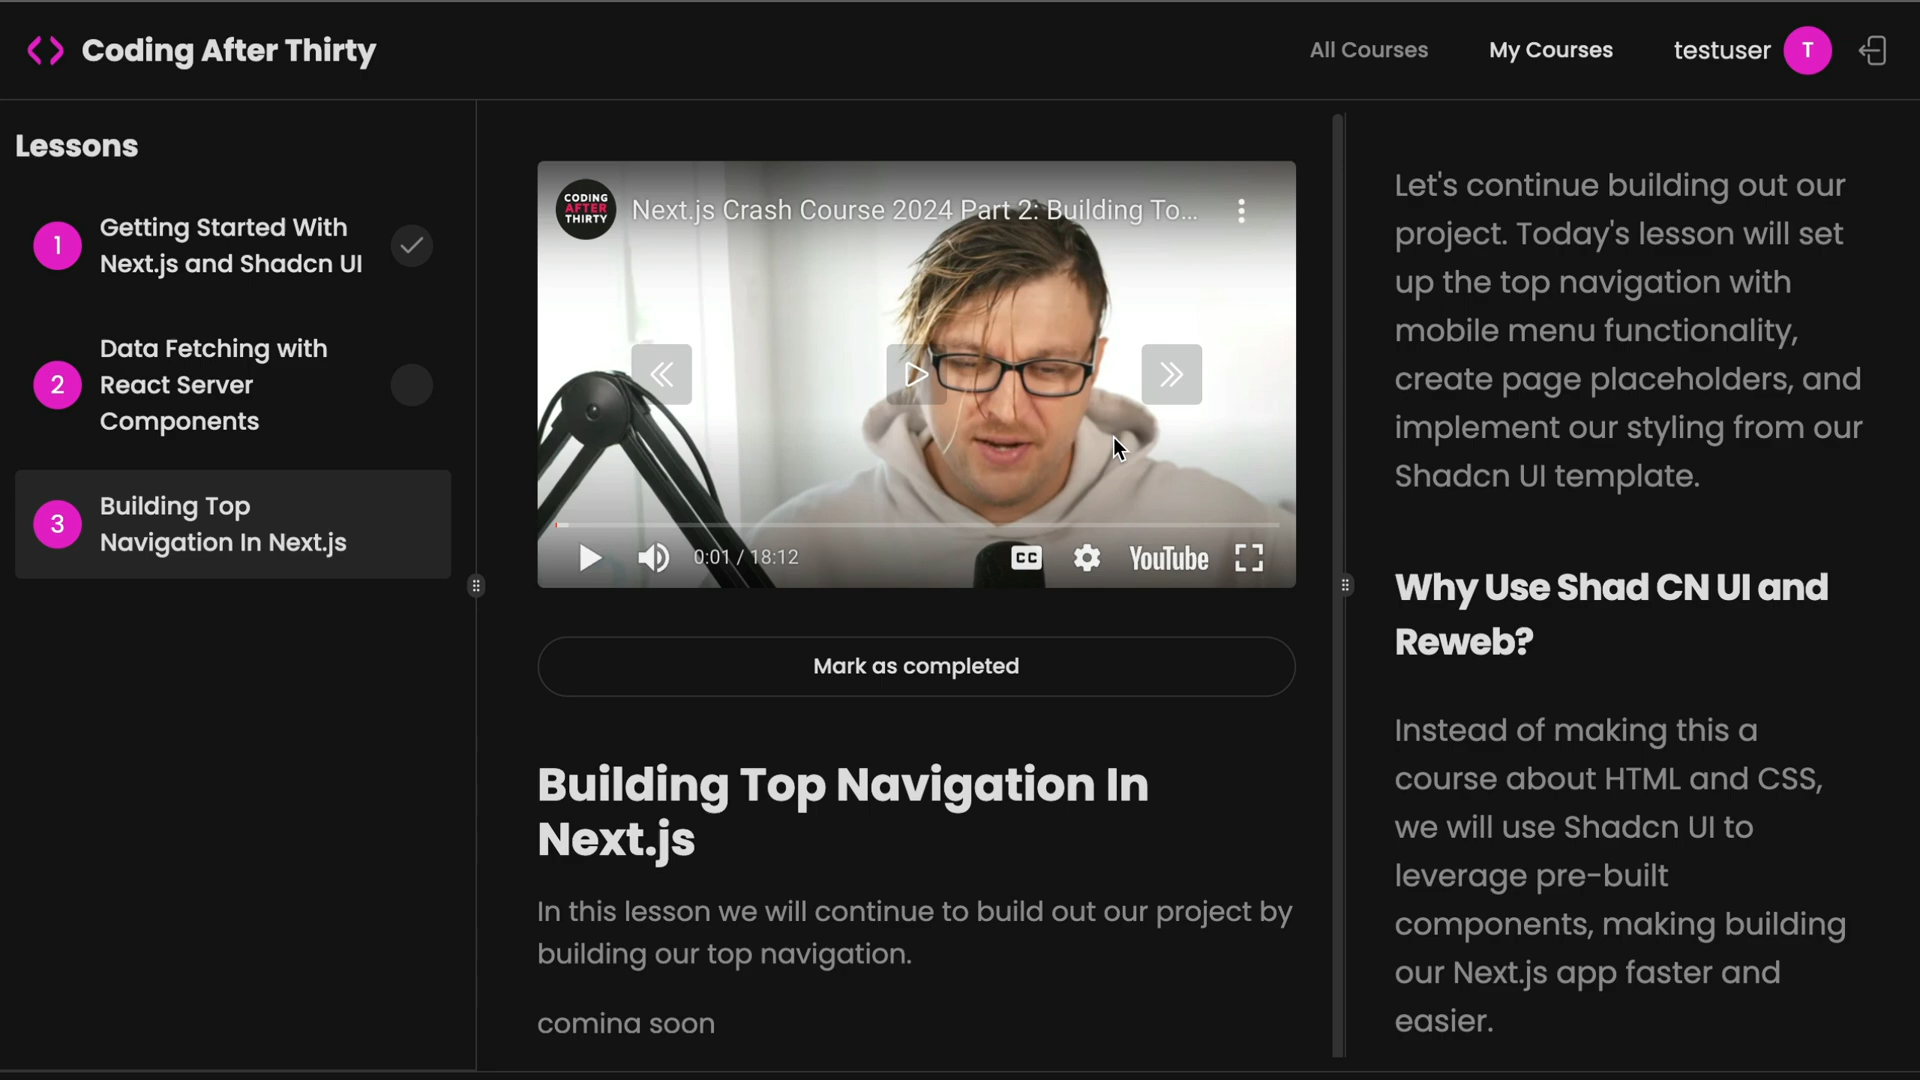 Coding After Thirty
All Courses
My Courses
testuser
T
Lessons
1
Getting Started With
Next.js and Shadcn UI
2
Data Fetching with
React Server
Components
3
Building Top
Navigation In Next.js
CODING
AFTER
THIRTY
Next.js Crash Course 2024 Part 2: Building To...
0:01 / 18:12
CC
YouTube
Mark as completed
Building Top Navigation In
Next.js
In this lesson we will continue to build out our project by
building our top navigation.
coming soon
Let's continue building out our
project. Today's lesson will set
up the top navigation with
mobile menu functionality,
create page placeholders, and
implement our styling from our
Shadcn UI template.
Why Use Shad CN UI and
Reweb?
Instead of making this a
course about HTML and CSS,
we will use Shadcn UI to
leverage pre-built
components, making building
our Next.js app faster and
easier.